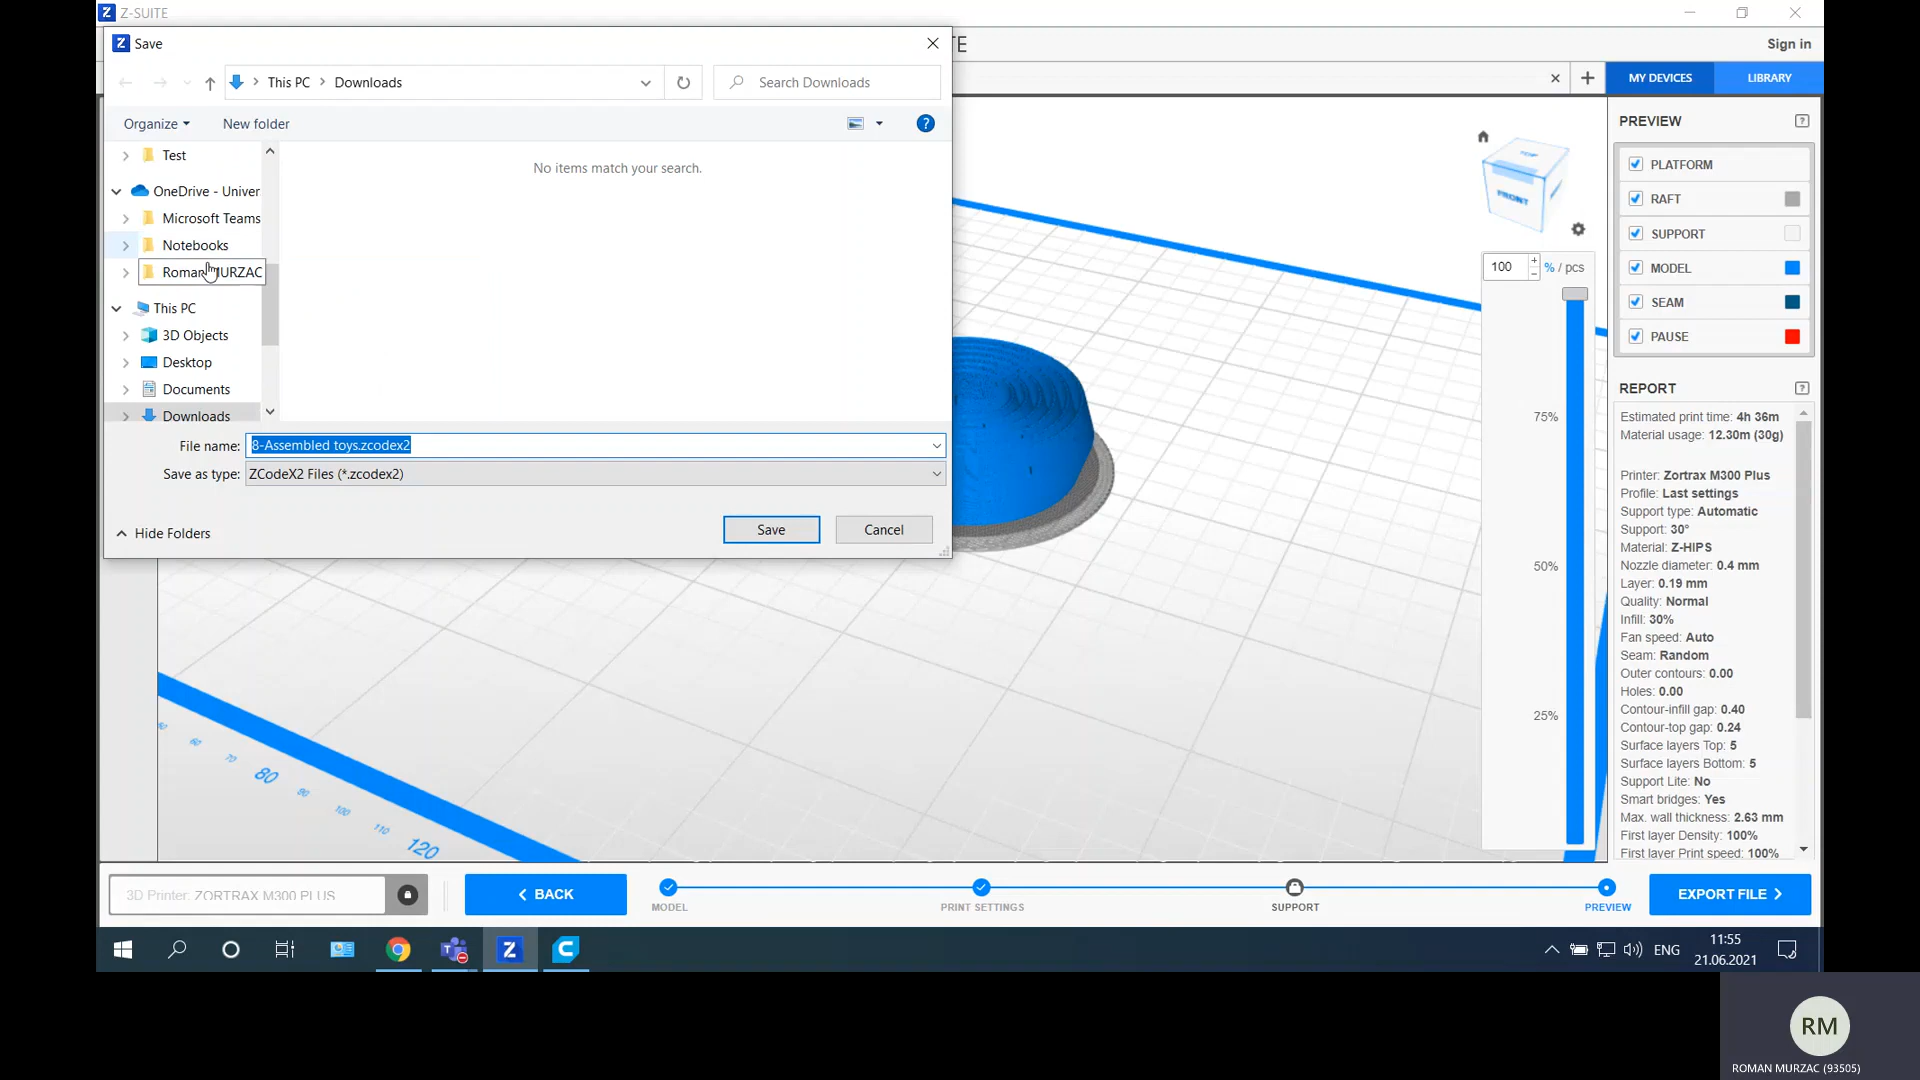 Z-SUITE
Save
TE
Sign in
This PC
Downloads
Search Downloads
MY DEVICES
LIBRARY
Organize
New folder
PREVIEW
Test
OneDrive - Univer
Microsoft Teams
Notebooks
Roman MURZAC
This PC
3D Objects
Desktop
Documents
Downloads
No items match your search.
File name:
8-Assembled toys.zcodex2
Save as type:
ZCodeX2 Files (*.zcodex2)
Hide Folders
Save
Cancel
TOP
FRONT
100
% / pcs
75%
50%
25%
PLATFORM
RAFT
SUPPORT
MODEL
SEAM
PAUSE
REPORT
Estimated print time: 4h 36m
Material usage: 12.30m (30g)
Printer: Zortrax M300 Plus
Profile: Last settings
Support type: Automatic
Support: 30°
Material: Z-HIPS
Nozzle diameter: 0.4 mm
Layer: 0.19 mm
Quality: Normal
Infill: 30%
Fan speed: Auto
Seam: Random
Outer contours: 0.00
Holes: 0.00
Contour-infill gap: 0.40
Contour-top gap: 0.24
Surface layers Top: 5
Surface layers Bottom: 5
Support Lite: No
Smart bridges: Yes
Max. wall thickness: 2.63 mm
First layer Density: 100%
First layer Print speed: 100%
60
70
80
90
100
110
120
3D Printer: ZORTRAX M300 PLUS
BACK
MODEL
PRINT SETTINGS
SUPPORT
PREVIEW
EXPORT FILE
ENG
11:55
21.06.2021
RM
ROMAN MURZAC (93505)